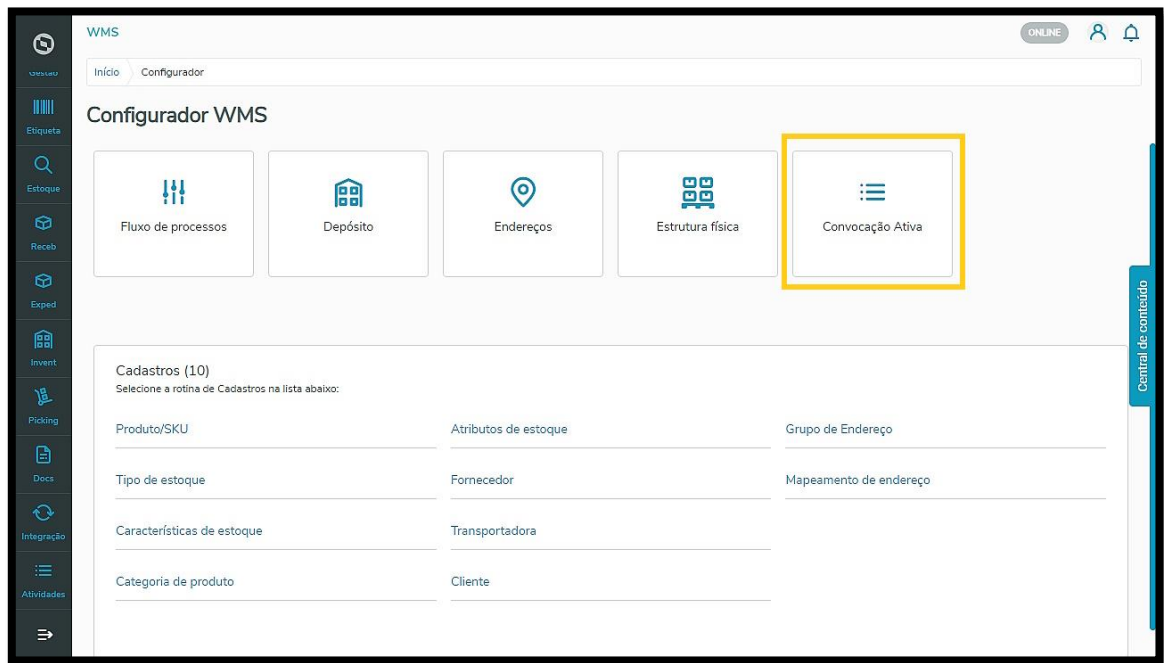 WMS
ONLINE
Início
Configurador
Configurador WMS
Gestão
Etiqueta
Estoque
Receb
Exped
Invent
Picking
Docs
Integração
Atividades
Fluxo de processos
Depósito
Endereços
Estrutura física
Convocação Ativa
Central de conteúdo
Cadastros (10)
Selecione a rotina de Cadastros na lista abaixo:
Produto/SKU
Atributos de estoque
Grupo de Endereço
Tipo de estoque
Fornecedor
Mapeamento de endereço
Características de estoque
Transportadora
Categoria de produto
Cliente